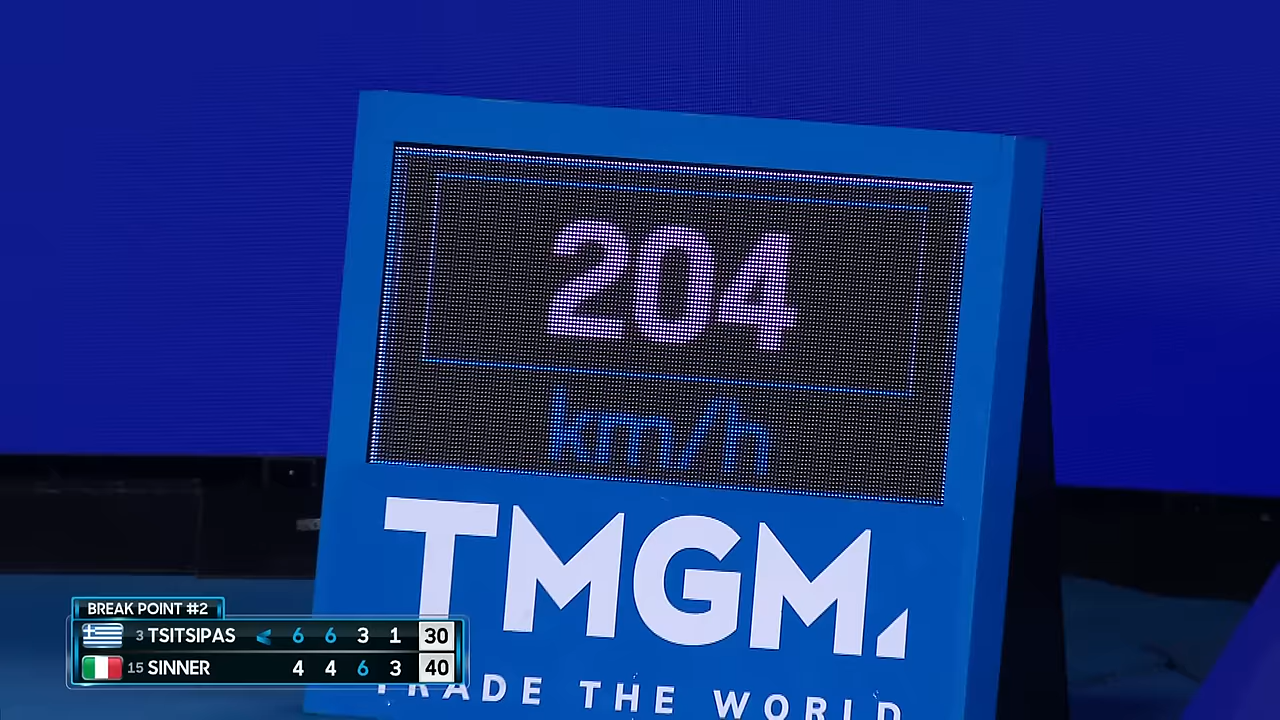 204
km/h
TMGM
TRADE THE WORLD
BREAK POINT #2
3 TSITSIPAS < 6 6 3 1 30
15 SINNER 4 4 6 3 40